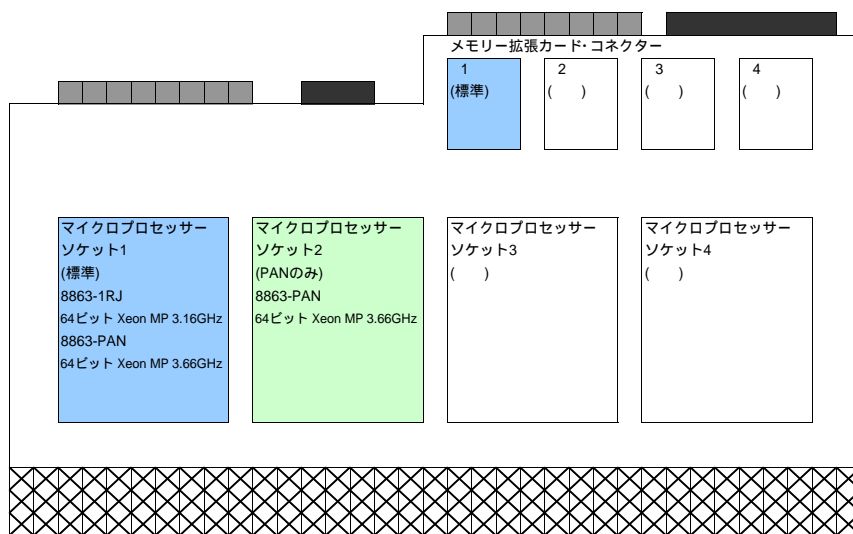 メモリー拡張カード・コネクター
1
(標準)
2
(　　)
3
(　　)
4
(　　)
マイクロプロセッサー
ソケット1
(標準)
8863-1RJ
64ビット Xeon MP 3.16GHz
8863-PAN
64ビット Xeon MP 3.66GHz
マイクロプロセッサー
ソケット2
(PANのみ)
8863-PAN
64ビット Xeon MP 3.66GHz
マイクロプロセッサー
ソケット3
(　　)
マイクロプロセッサー
ソケット4
(　　)